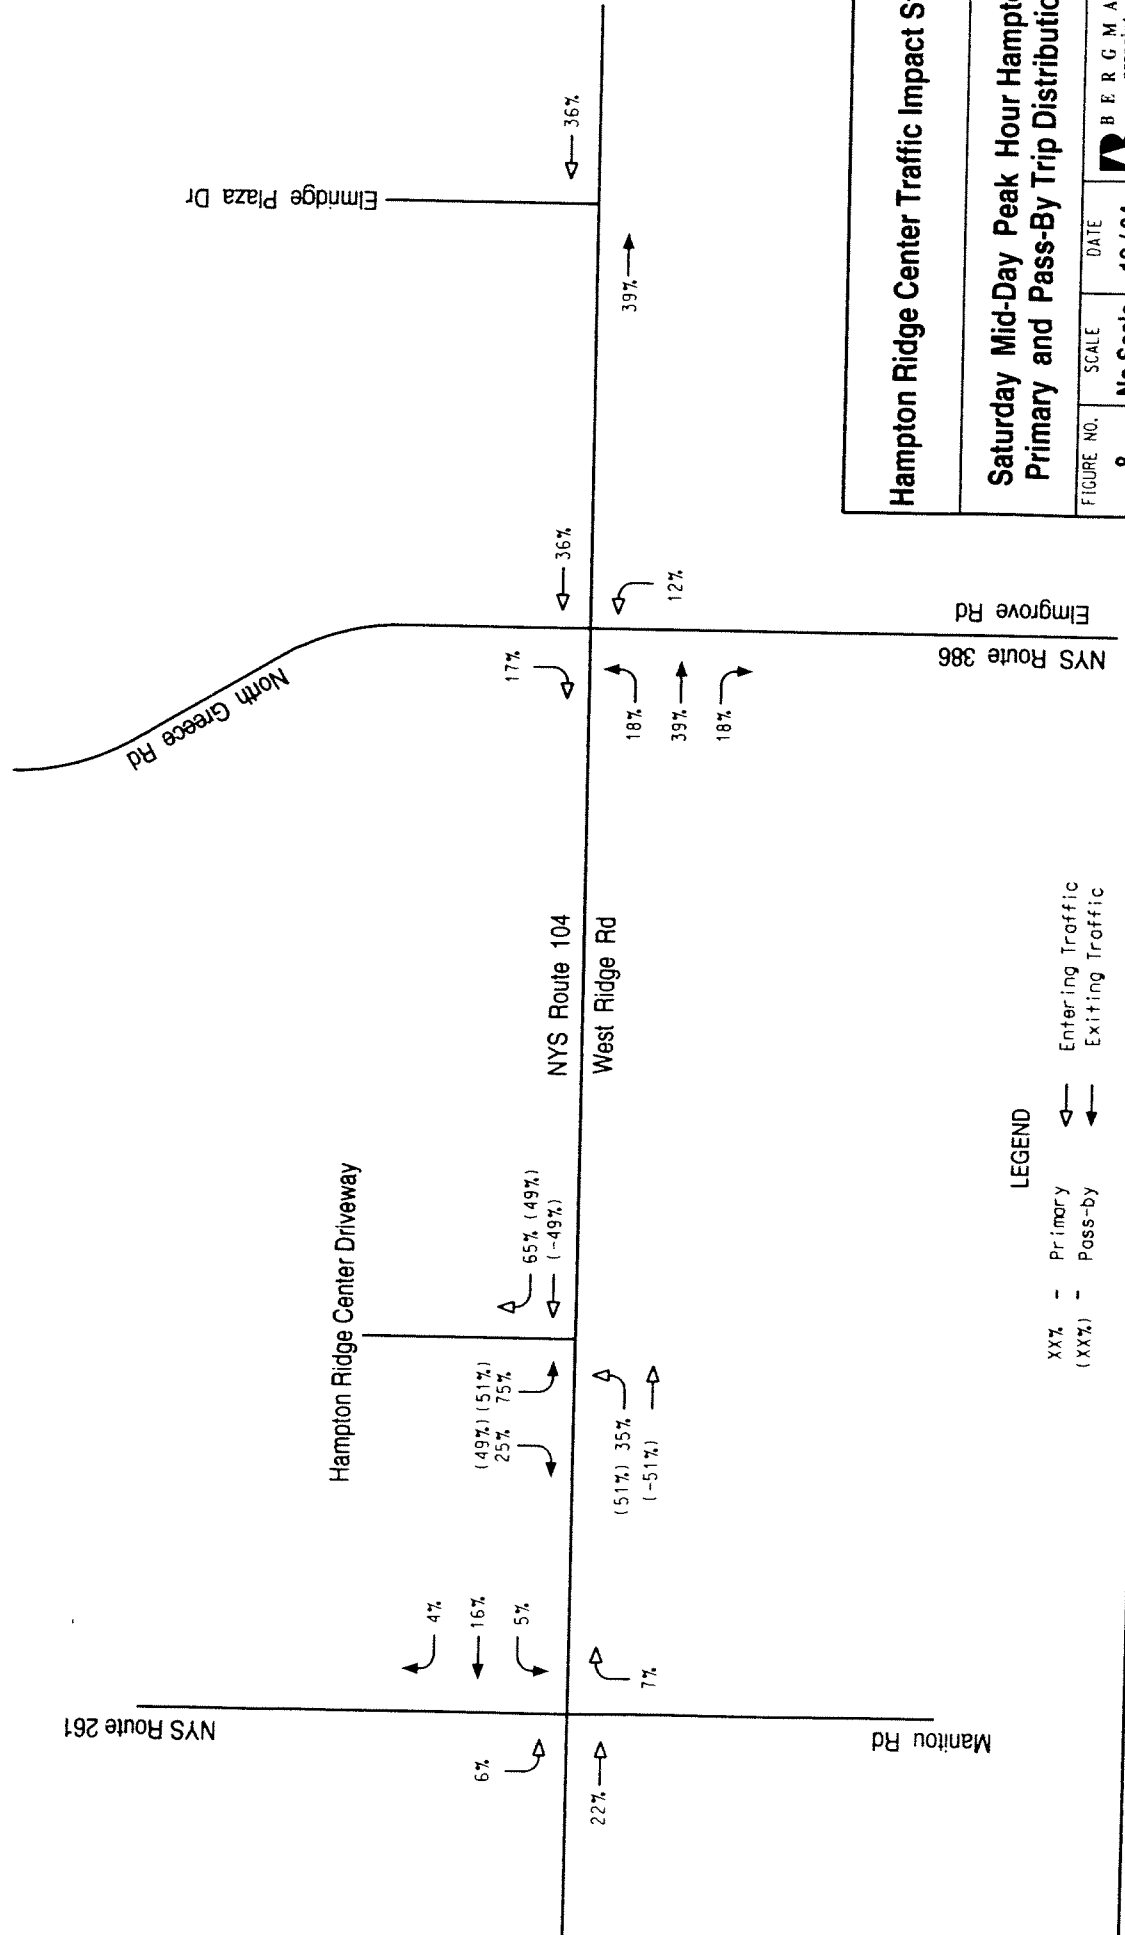 NYS Route 261
Manitou Rd
6%
22%
4%
16%
5%
7%
Hampton Ridge Center Driveway
(49%) (51%)
25% 75%
(51%) 35%
(-51%)
65% (49%)
(-49%)
NYS Route 104
West Ridge Rd
North Greece Rd
17%
18%
39%
18%
36%
12%
NYS Route 386
Elmgrove Rd
Elmridge Plaza Dr
39%
36%
LEGEND
XX% - Primary
(XX%) - Pass-by
Entering Traffic
Exiting Traffic
Hampton Ridge Center Traffic Impact
Saturday Mid-Day Peak Hour
Primary and Pass-By Trip
FIGURE NO.
SCALE
DATE